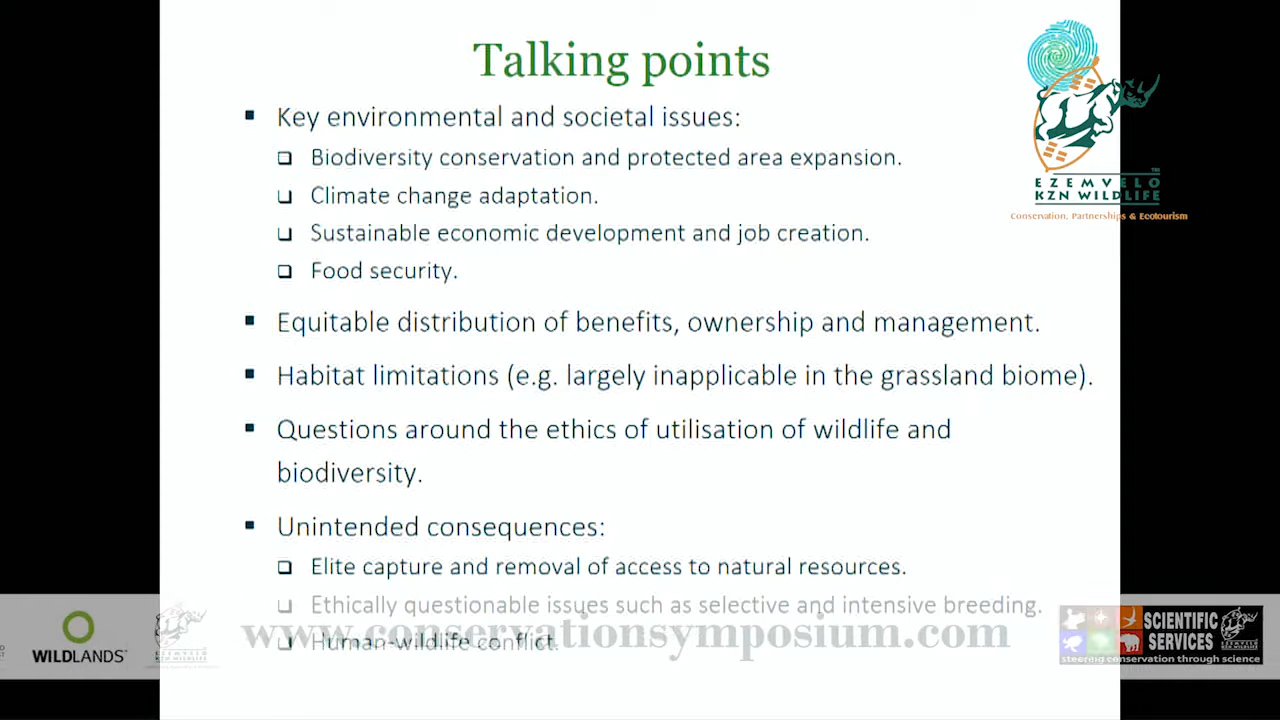 Talking points
Key environmental and societal issues:
Biodiversity conservation and protected area expansion.
Climate change adaptation.
Sustainable economic development and job creation.
Food security.
Equitable distribution of benefits, ownership and management.
Habitat limitations (e.g. largely inapplicable in the grassland biome).
Questions around the ethics of utilisation of wildlife and
biodiversity.
Unintended consequences:
Elite capture and removal of access to natural resources.
Ethically questionable issues such as selective and intensive breeding.
Human-wildlife conflict.
EZEMVELO
KZN WILDLIFE
TM
Conservation, Partnerships & Ecotourism
WILDLANDS
www.conservationsymposium.com
SCIENTIFIC
SERVICES
steering conservation through science